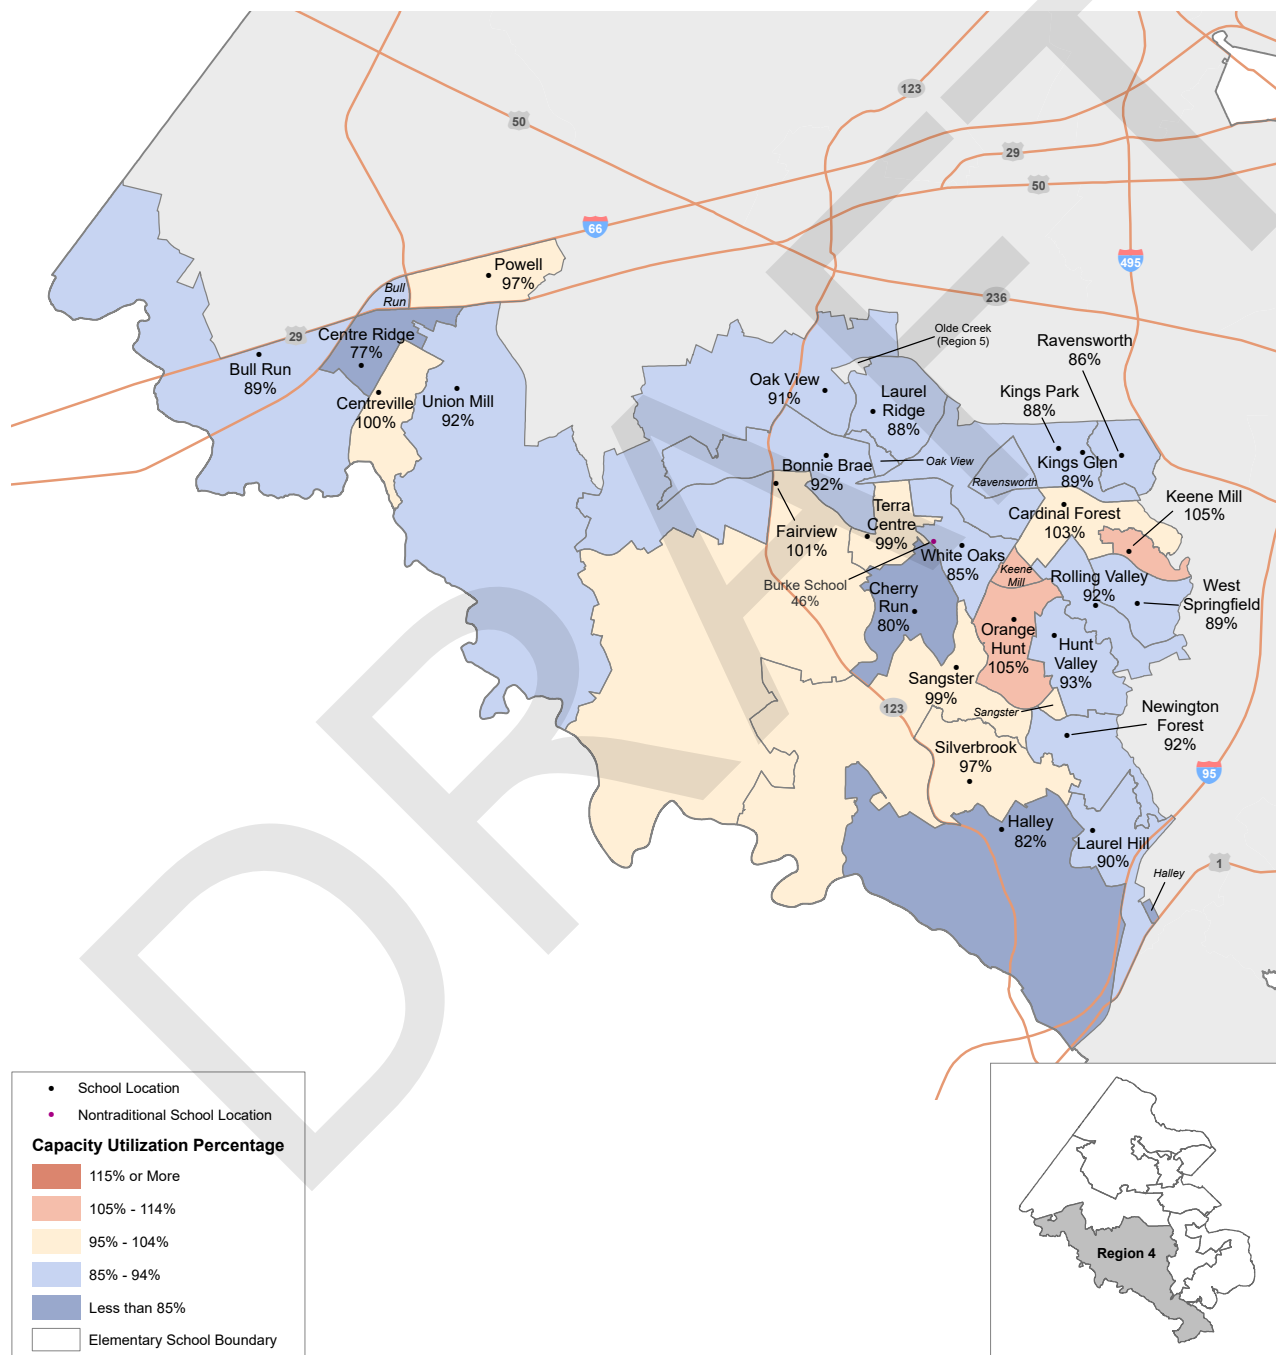 123
50
29
50
66
495
236
Powell
97%
Bull
Run
29
Centre Ridge
77%
Bull Run
89%
Centreville
100%
Union Mill
92%
Olde Creek
(Region 5)
Ravensworth
86%
Oak View
91%
Laurel
Ridge
88%
Kings Park
88%
Bonnie Brae
92%
Oak View
Ravensworth
Kings Glen
89%
Keene Mill
105%
Terra
Centre
99%
Cardinal Forest
103%
Fairview
101%
White Oaks
85%
Keene
Mill
Rolling Valley
92%
West
Springfield
89%
Burke School
46%
Cherry
Run
80%
Orange
Hunt
105%
Hunt
Valley
93%
Sangster
99%
Sangster
123
Newington
Forest
92%
Silverbrook
97%
95
Halley
82%
Laurel Hill
90%
Halley
1
DRAFT
School Location
Nontraditional School Location
Capacity Utilization Percentage
115% or More
105% - 114%
95% - 104%
85% - 94%
Less than 85%
Elementary School Boundary
Region 4